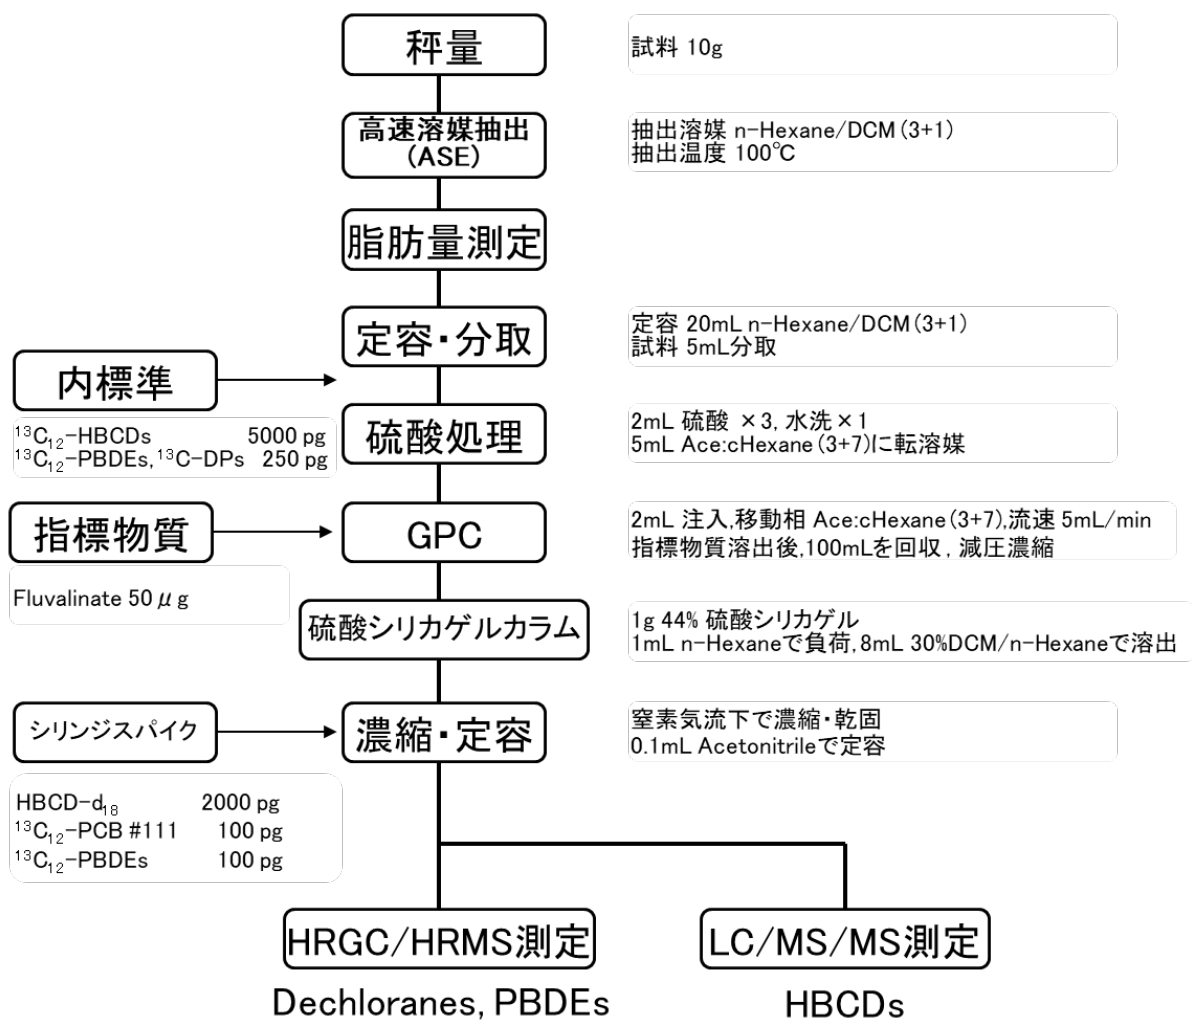 秤量
試料 10g
高速溶媒抽出
(ASE)
抽出溶媒 n-Hexane/DCM(3+1)
抽出温度 100℃
脂肪量測定
定容・分取
定容 20mL n-Hexane/DCM(3+1)
試料 5mL分取
内標準
¹³C₁₂-HBCDs 5000 pg
¹³C₁₂-PBDEs, ¹³C-DPs 250 pg
硫酸処理
2mL 硫酸 ×3, 水洗×1
5mL Ace:cHexane(3+7)に転溶媒
指標物質
Fluvalinate 50μg
GPC
2mL 注入,移動相 Ace:cHexane(3+7),流速 5mL/min
指標物質溶出後,100mLを回収, 減圧濃縮
硫酸シリカゲルカラム
1g 44% 硫酸シリカゲル
1mL n-Hexaneで負荷,8mL 30%DCM/n-Hexaneで溶出
シリンジスパイク
HBCD-d₁₈ 2000 pg
¹³C₁₂-PCB #111 100 pg
¹³C₁₂-PBDEs 100 pg
濃縮・定容
窒素気流下で濃縮・乾固
0.1mL Acetonitrileで定容
HRGC/HRMS測定
Dechloranes, PBDEs
LC/MS/MS測定
HBCDs